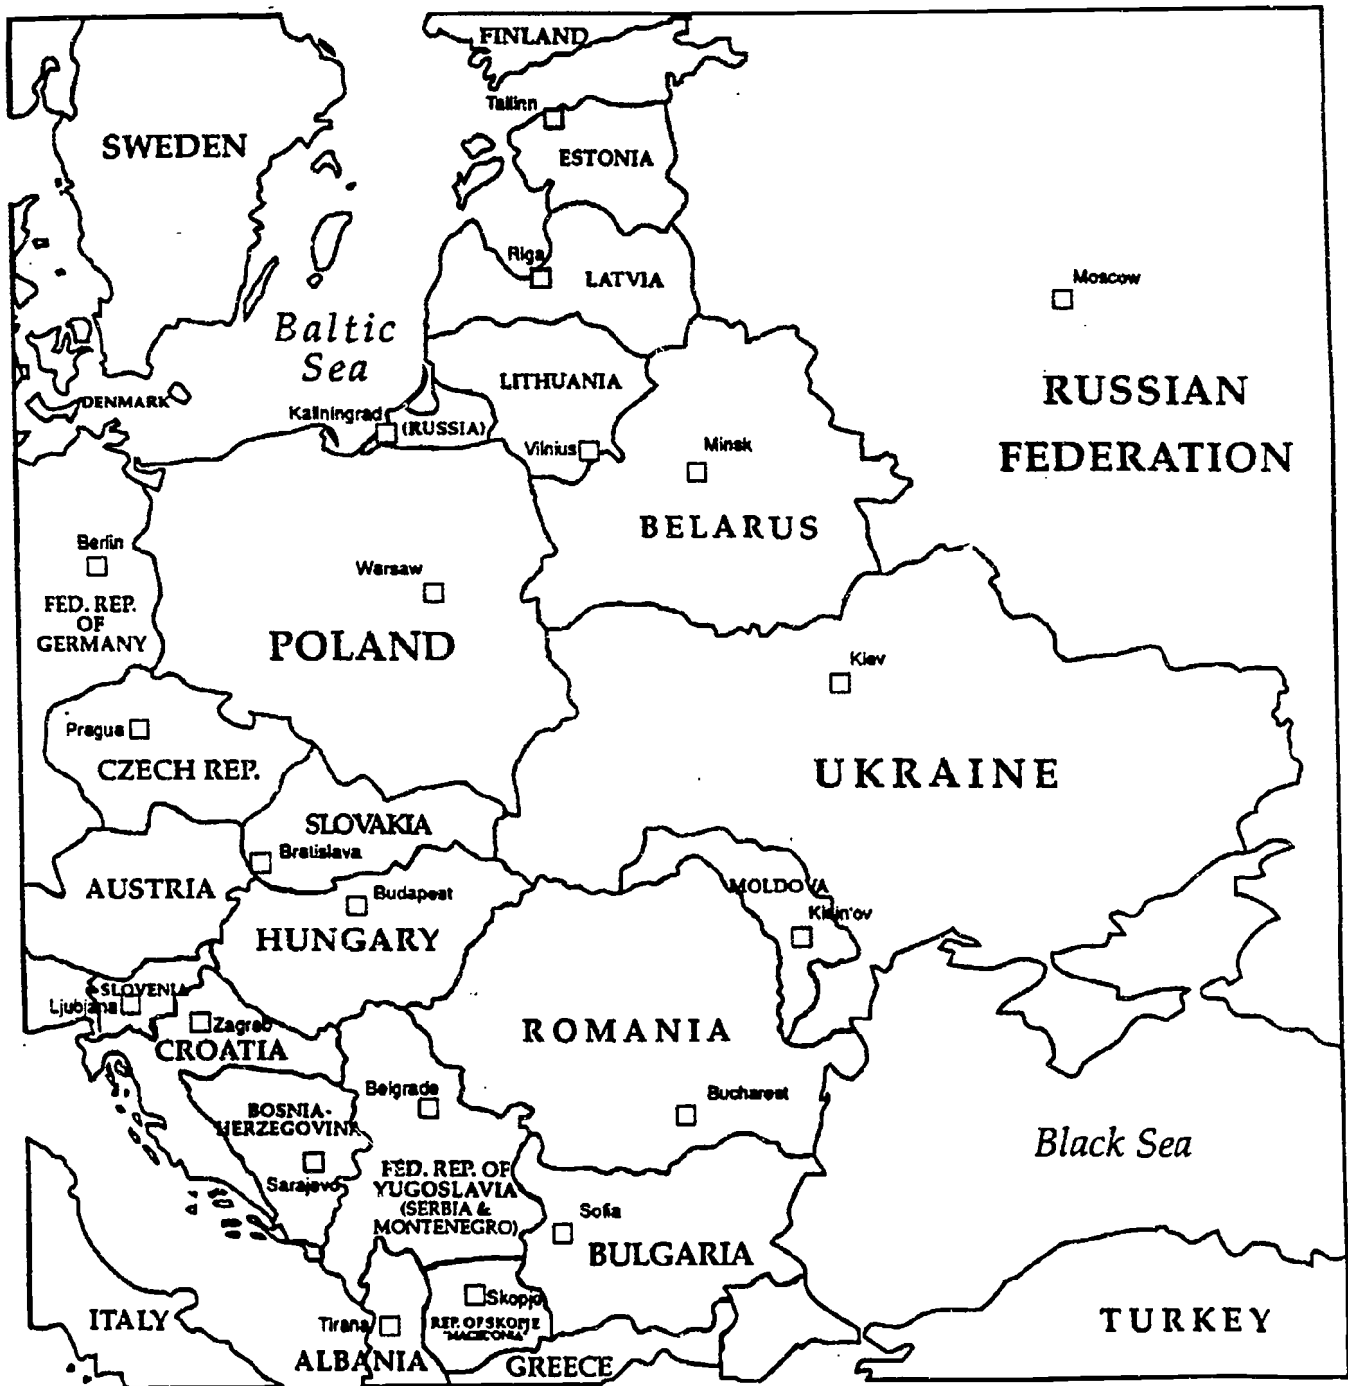 FINLAND
Tallinn
SWEDEN
ESTONIA
Riga
LATVIA
Moscow
Baltic
Sea
LITHUANIA
RUSSIAN
DENMARK
Kaliningrad
(RUSSIA)
Vilnius
Minsk
FEDERATION
BELARUS
Berlin
Warsaw
FED. REP.
OF
GERMANY
POLAND
Kiev
Prague
CZECH REP.
UKRAINE
SLOVAKIA
Bratislava
AUSTRIA
Budapest
MOLDOVA
Kisin'ov
HUNGARY
SLOVENIA
Ljubjana
Zagreb
CROATIA
ROMANIA
Belgrade
Bucharest
BOSNIA-
HERZEGOVINA
Black Sea
Sarajevo
FED. REP. OF
YUGOSLAVIA
(SERBIA &
MONTENEGRO)
Sofia
BULGARIA
Skopje
ITALY
Tirana
REP. OF SKOPJE
"MACEDONIA"
TURKEY
ALBANIA
GREECE